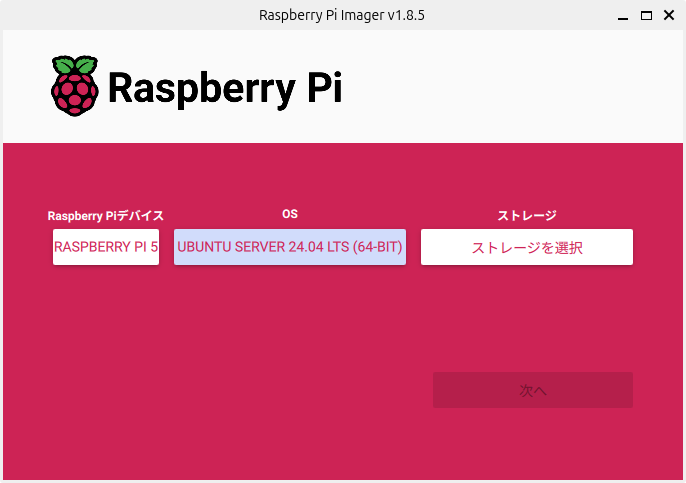 Raspberry Pi Imager v1.8.5
Raspberry Pi
Raspberry Piデバイス
OS
ストレージ
RASPBERRY PI 5
UBUNTU SERVER 24.04 LTS (64-BIT)
ストレージを選択
次へ